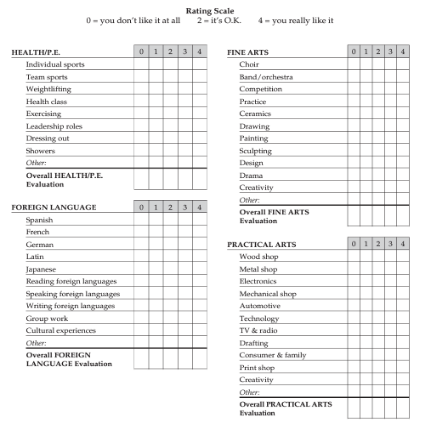 Rating Scale
0 = you don't like it at all 2 = it's O.K. 4 = you really like it
HEALTH/P.E. 0 1 2 3 4
Individual sports
Team sports
Weightlifting
Health class
Exercising
Leadership roles
Dressing out
Showers
Other:
Overall HEALTH/P.E.
Evaluation
FOREIGN LANGUAGE 0 1 2 3 4
Spanish
French
German
Latin
Japanese
Reading foreign languages
Speaking foreign languages
Writing foreign languages
Group work
Cultural experiences
Other:
Overall FOREIGN
LANGUAGE Evaluation
FINE ARTS 0 1 2 3 4
Choir
Band/orchestra
Competition
Practice
Ceramics
Drawing
Painting
Sculpting
Design
Drama
Creativity
Other:
Overall FINE ARTS
Evaluation
PRACTICAL ARTS 0 1 2 3 4
Wood shop
Metal shop
Electronics
Mechanical shop
Automotive
Technology
TV & radio
Drafting
Consumer & family
Print shop
Creativity
Other:
Overall PRACTICAL ARTS
Evaluation